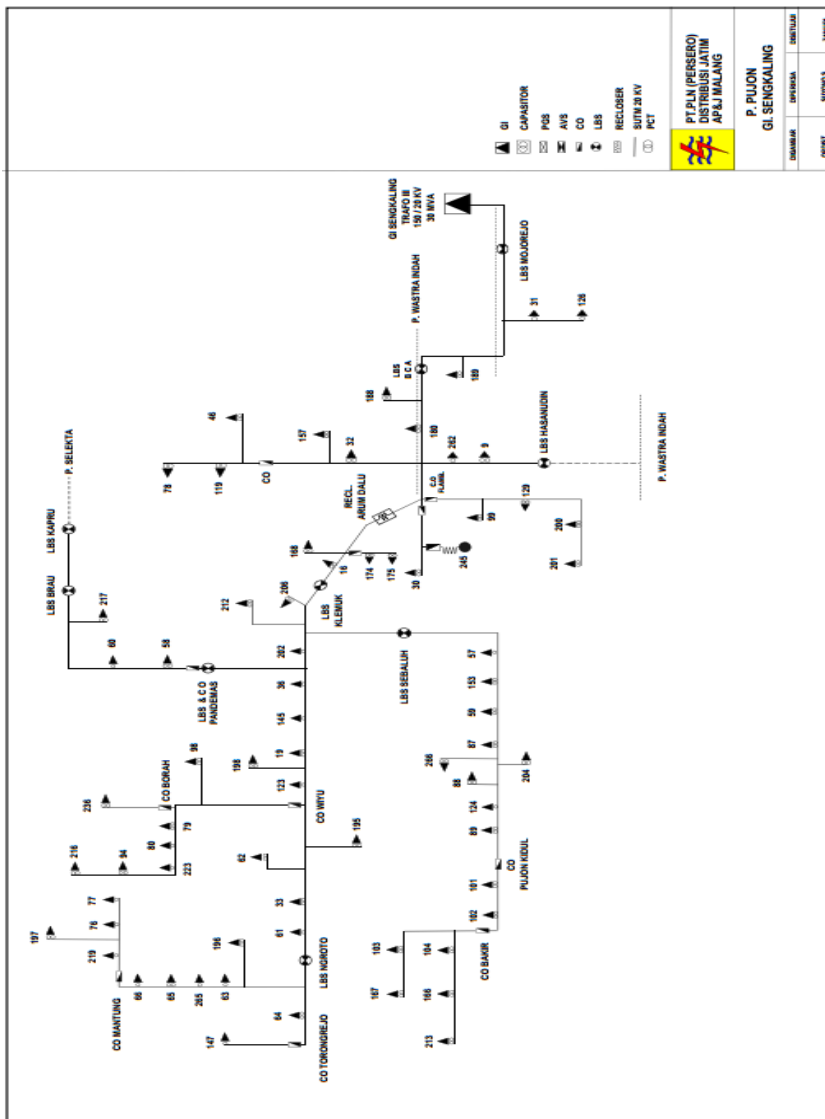 GI SENGKALING
TRAFO III
150 / 20 KV
30 MVA
P. WASTRA INDAH
LBS MOJOREJO
31
126
LBS
B C A
189
188
180
262
9
LBS HASANUDIN
P. WASTRA INDAH
46
157
32
78
119
CO
RECL.
ARUM DALU
C.O
99
129
200
201
245
30
168
16
174
175
LBS
KLEMUK
206
212
P. SELEKTA
LBS KAPRU
LBS BRAU
217
60
58
LBS & C O
PANDEMAS
202
36
145
19
198
123
LBS SEBALUH
57
153
59
87
266
88
204
124
89
CO
PUJON KIDUL
101
102
CO BAKIR
103
167
104
166
213
98
CO BORAH
236
79
80
223
94
216
CO WIYU
195
62
33
61
LBS NGROTO
77
76
219
197
CO MANTUNG
66
65
265
63
196
64
147
CO TORONGREJO
GI
CAPASITOR
PGS
AVS
CO
LBS
RECLOSER
SUTM 20 KV
PCT
PT.PLN (PERSERO)
DISTRIBUSI JATIM
AP&J MALANG
P. PUJON
GI. SENGKALING
DIGAMBAR
DIPERIKSA
DISETUJUI